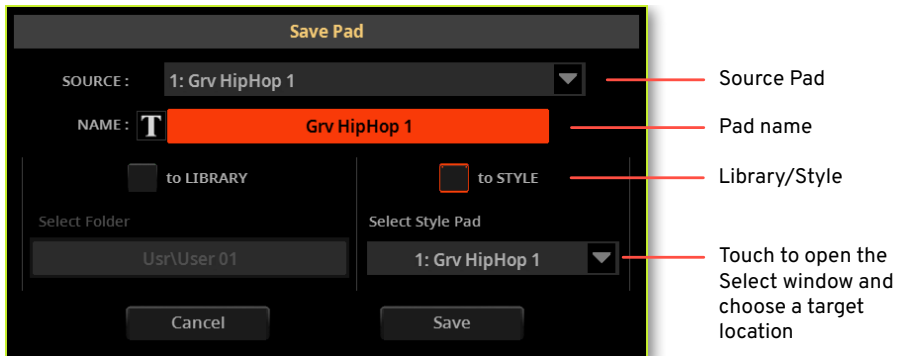 Save Pad
SOURCE :
1: Grv HipHop 1
Source Pad
NAME :
T
Grv HipHop 1
Pad name
to LIBRARY
to STYLE
Library/Style
Select Folder
Select Style Pad
Usr\User 01
1: Grv HipHop 1
Touch to open the
Select window and
choose a target
location
Cancel
Save